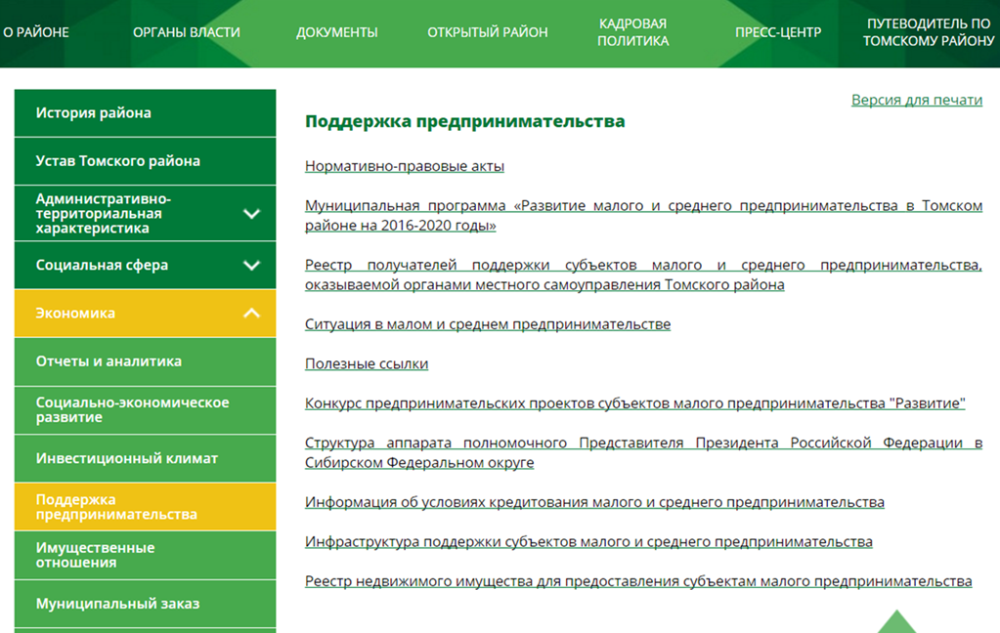 О РАЙОНЕ
ОРГАНЫ ВЛАСТИ
ДОКУМЕНТЫ
ОТКРЫТЫЙ РАЙОН
КАДРОВАЯ
ПОЛИТИКА
ПРЕСС-ЦЕНТР
ПУТЕВОДИТЕЛЬ ПО
ТОМСКОМУ РАЙОНУ
История района
Устав Томского района
Административно-
территориальная
характеристика
Социальная сфера
Экономика
Отчеты и аналитика
Социально-экономическое
развитие
Инвестиционный климат
Поддержка
предпринимательства
Имущественные
отношения
Муниципальный заказ
Версия для печати
Поддержка предпринимательства
Нормативно-правовые акты
Муниципальная программа «Развитие малого и среднего предпринимательства в Томском
районе на 2016-2020 годы»
Реестр получателей поддержки субъектов малого и среднего предпринимательства,
оказываемой органами местного самоуправления Томского района
Ситуация в малом и среднем предпринимательстве
Полезные ссылки
Конкурс предпринимательских проектов субъектов малого предпринимательства "Развитие"
Структура аппарата полномочного Представителя Президента Российской Федерации в
Сибирском Федеральном округе
Информация об условиях кредитования малого и среднего предпринимательства
Инфраструктура поддержки субъектов малого и среднего предпринимательства
Реестр недвижимого имущества для предоставления субъектам малого предпринимательства